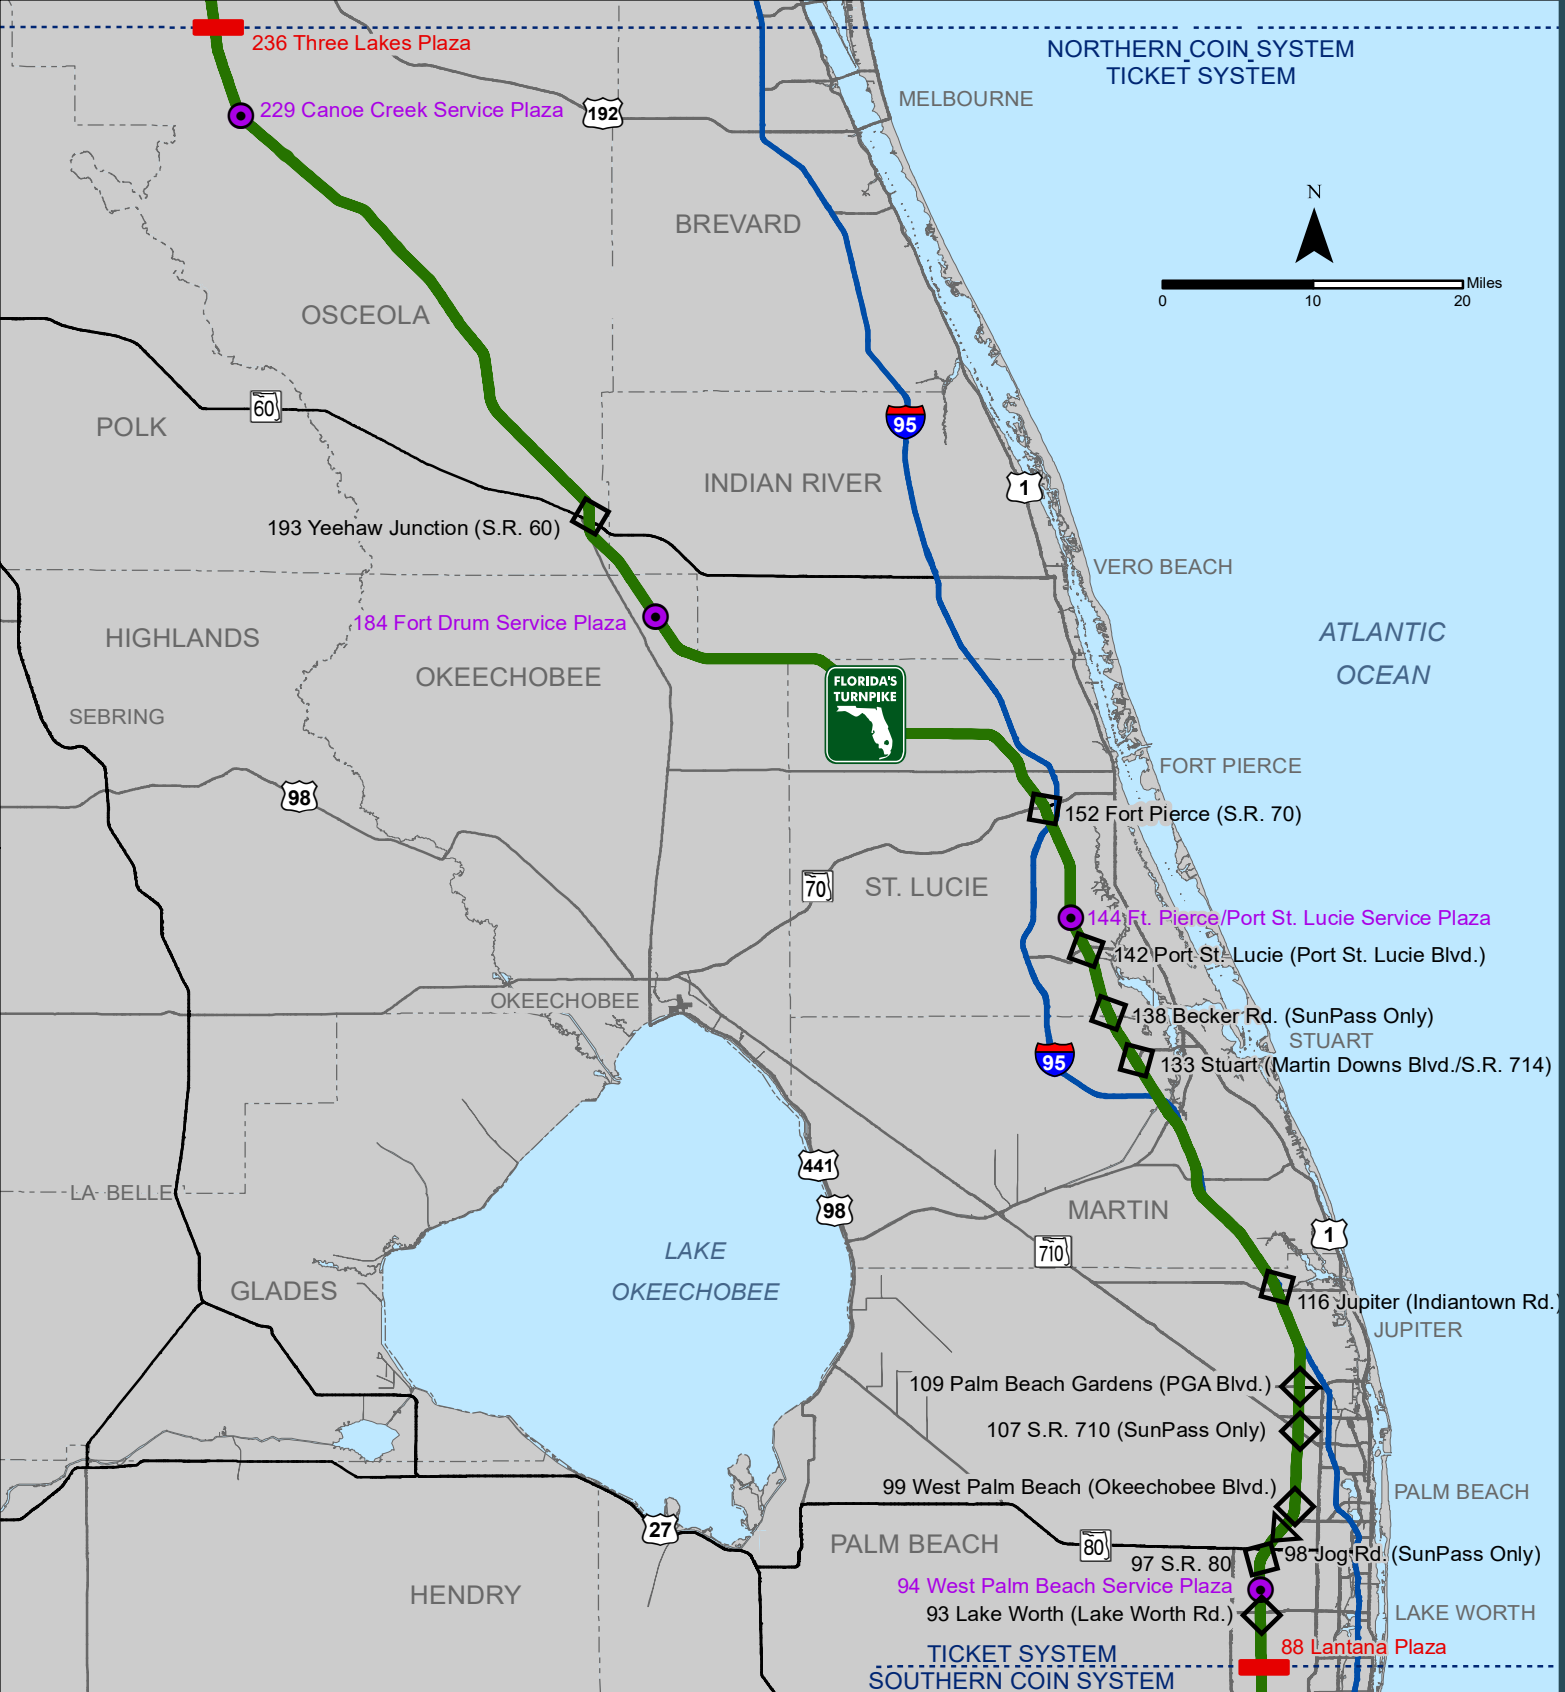 236 Three Lakes Plaza
NORTHERN COIN SYSTEM
TICKET SYSTEM
229 Canoe Creek Service Plaza
192
MELBOURNE
N
BREVARD
Miles
0
10
20
OSCEOLA
60
POLK
95
INDIAN RIVER
1
193 Yeehaw Junction (S.R. 60)
VERO BEACH
184 Fort Drum Service Plaza
HIGHLANDS
ATLANTIC
OCEAN
OKEECHOBEE
FLORIDA'S
TURNPIKE
SEBRING
FORT PIERCE
98
152 Fort Pierce (S.R. 70)
70
ST. LUCIE
144 Ft. Pierce/Port St. Lucie Service Plaza
142 Port St. Lucie (Port St. Lucie Blvd.)
OKEECHOBEE
138 Becker Rd. (SunPass Only)
STUART
95
133 Stuart (Martin Downs Blvd./S.R. 714)
441
LA BELLE
98
MARTIN
1
LAKE
OKEECHOBEE
710
GLADES
116 Jupiter (Indiantown Rd.)
JUPITER
109 Palm Beach Gardens (PGA Blvd.)
107 S.R. 710 (SunPass Only)
99 West Palm Beach (Okeechobee Blvd.)
PALM BEACH
27
PALM BEACH
80
98 Jog Rd. (SunPass Only)
97 S.R. 80
94 West Palm Beach Service Plaza
HENDRY
93 Lake Worth (Lake Worth Rd.)
LAKE WORTH
88 Lantana Plaza
TICKET SYSTEM
SOUTHERN COIN SYSTEM